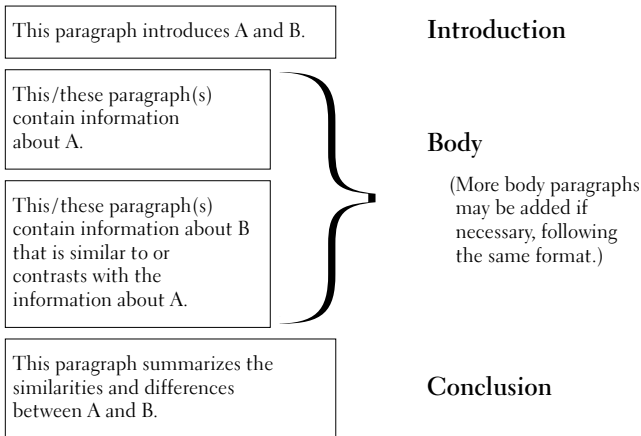 This paragraph introduces A and B.
Introduction
This/these paragraph(s)
contain information
about A.
This/these paragraph(s)
contain information about B
that is similar to or
contrasts with the
information about A.
Body
(More body paragraphs
may be added if
necessary, following
the same format.)
This paragraph summarizes the
similarities and differences
between A and B.
Conclusion